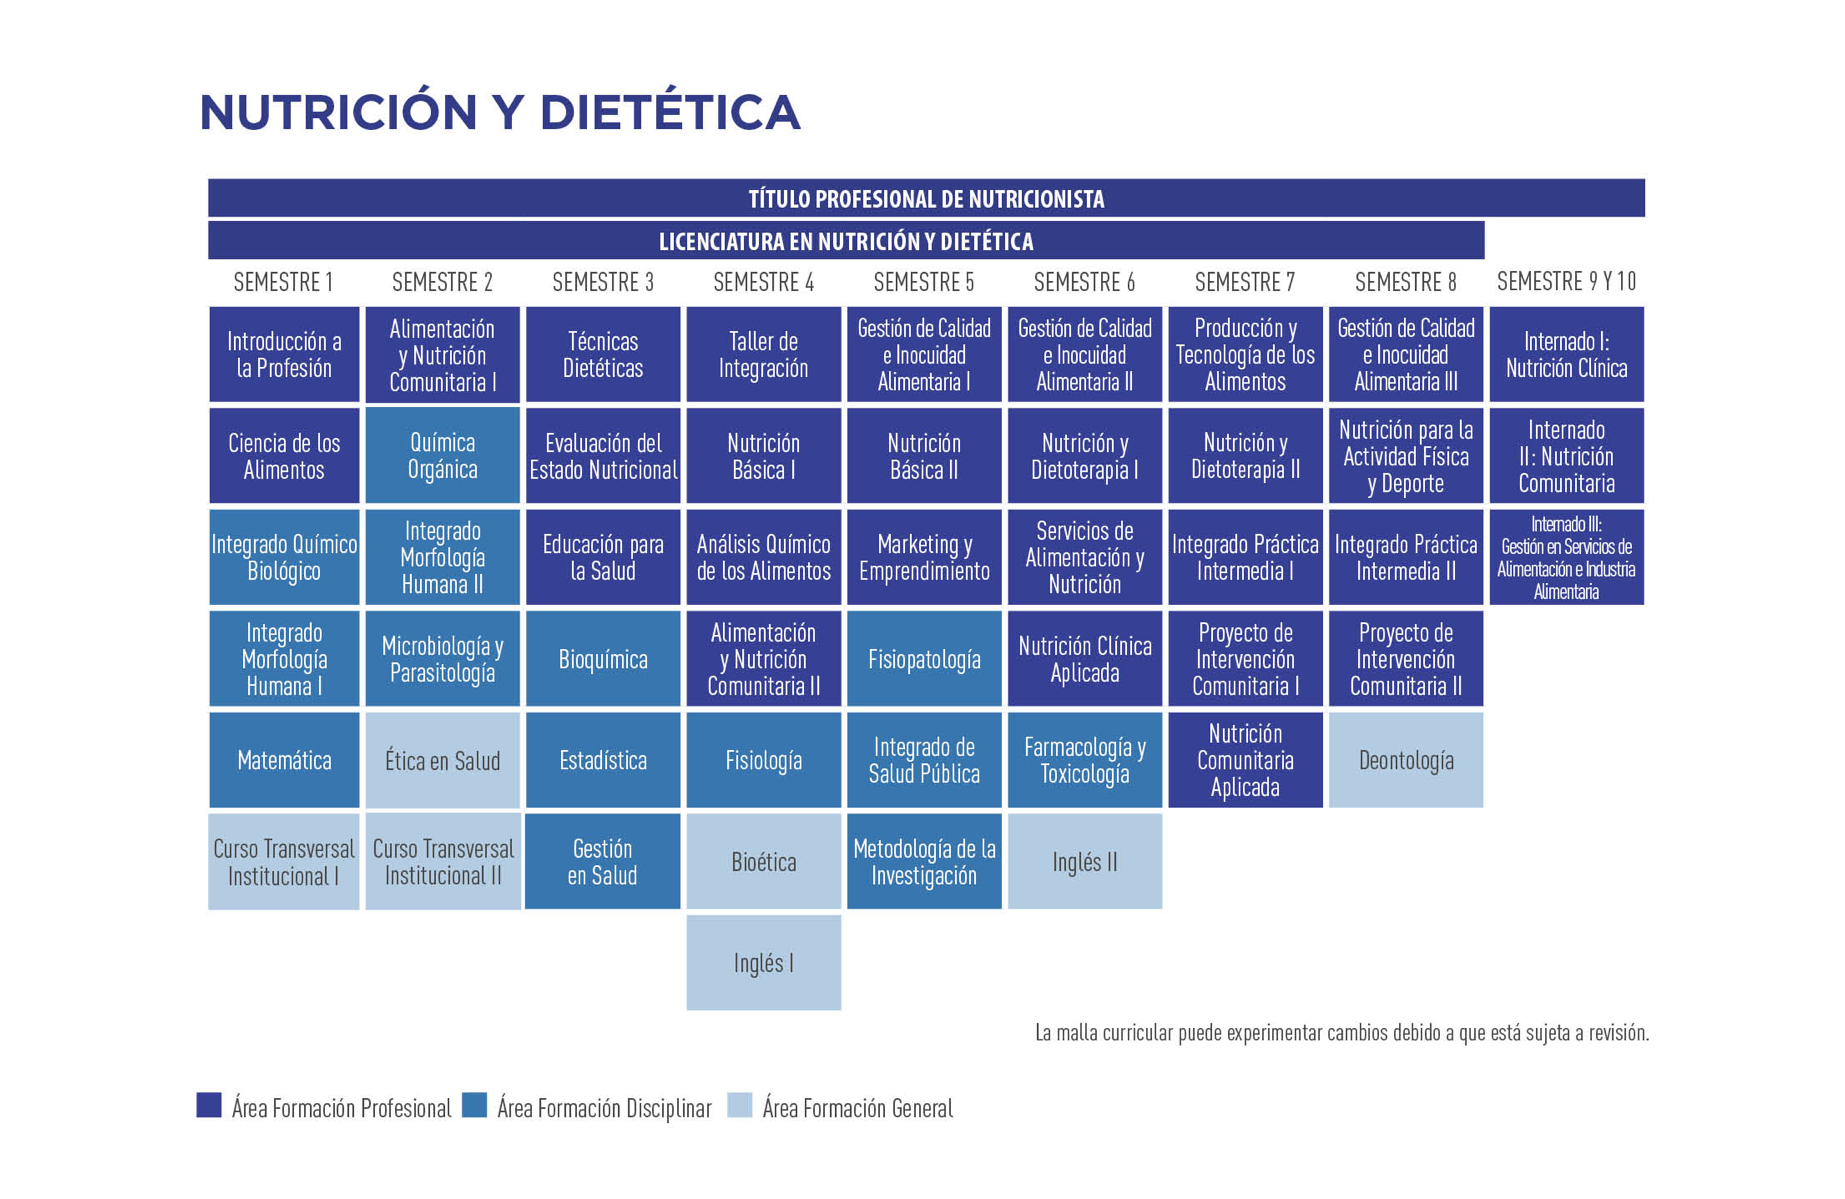 NUTRICIÓN Y DIETÉTICA
TÍTULO PROFESIONAL DE NUTRICIONISTA
LICENCIATURA EN NUTRICIÓN Y DIETÉTICA
SEMESTRE 1
Introducción a
la Profesión
Ciencia de los
Alimentos
Integrado Químico
Biológico
Integrado
Morfología
Humana I
Matemática
Curso Transversal
Institucional I
SEMESTRE 2
Alimentación
y Nutrición
Comunitaria I
Química
Orgánica
Integrado
Morfología
Humana II
Microbiología y
Parasitología
Ética en Salud
Curso Transversal
Institucional II
SEMESTRE 3
Técnicas
Dietéticas
Evaluación del
Estado Nutricional
Educación para
la Salud
Bioquímica
Estadística
Gestión
en Salud
SEMESTRE 4
Taller de
Integración
Nutrición
Básica I
Análisis Químico
de los Alimentos
Alimentación
y Nutrición
Comunitaria II
Fisiología
Bioética
Inglés I
SEMESTRE 5
Gestión de Calidad
e Inocuidad
Alimentaria I
Nutrición
Básica II
Marketing y
Emprendimiento
Fisiopatología
Integrado de
Salud Pública
Metodología de la
Investigación
SEMESTRE 6
Gestión de Calidad
e Inocuidad
Alimentaria II
Nutrición y
Dietoterapia I
Servicios de
Alimentación y
Nutrición
Nutrición Clínica
Aplicada
Farmacología y
Toxicología
Inglés II
SEMESTRE 7
Producción y
Tecnología de los
Alimentos
Nutrición y
Dietoterapia II
Integrado Práctica
Intermedia I
Proyecto de
Intervención
Comunitaria I
Nutrición
Comunitaria
Aplicada
SEMESTRE 8
Gestión de Calidad
e Inocuidad
Alimentaria III
Nutrición para la
Actividad Física
y Deporte
Integrado Práctica
Intermedia II
Proyecto de
Intervención
Comunitaria II
Deontología
SEMESTRE 9 Y 10
Internado I:
Nutrición Clínica
Internado
II: Nutrición
Comunitaria
Internado III:
Gestión en Servicios de
Alimentación e Industria
Alimentaria
La malla curricular puede experimentar cambios debido a que está sujeta a revisión.
Área Formación Profesional
Área Formación Disciplinar
Área Formación General